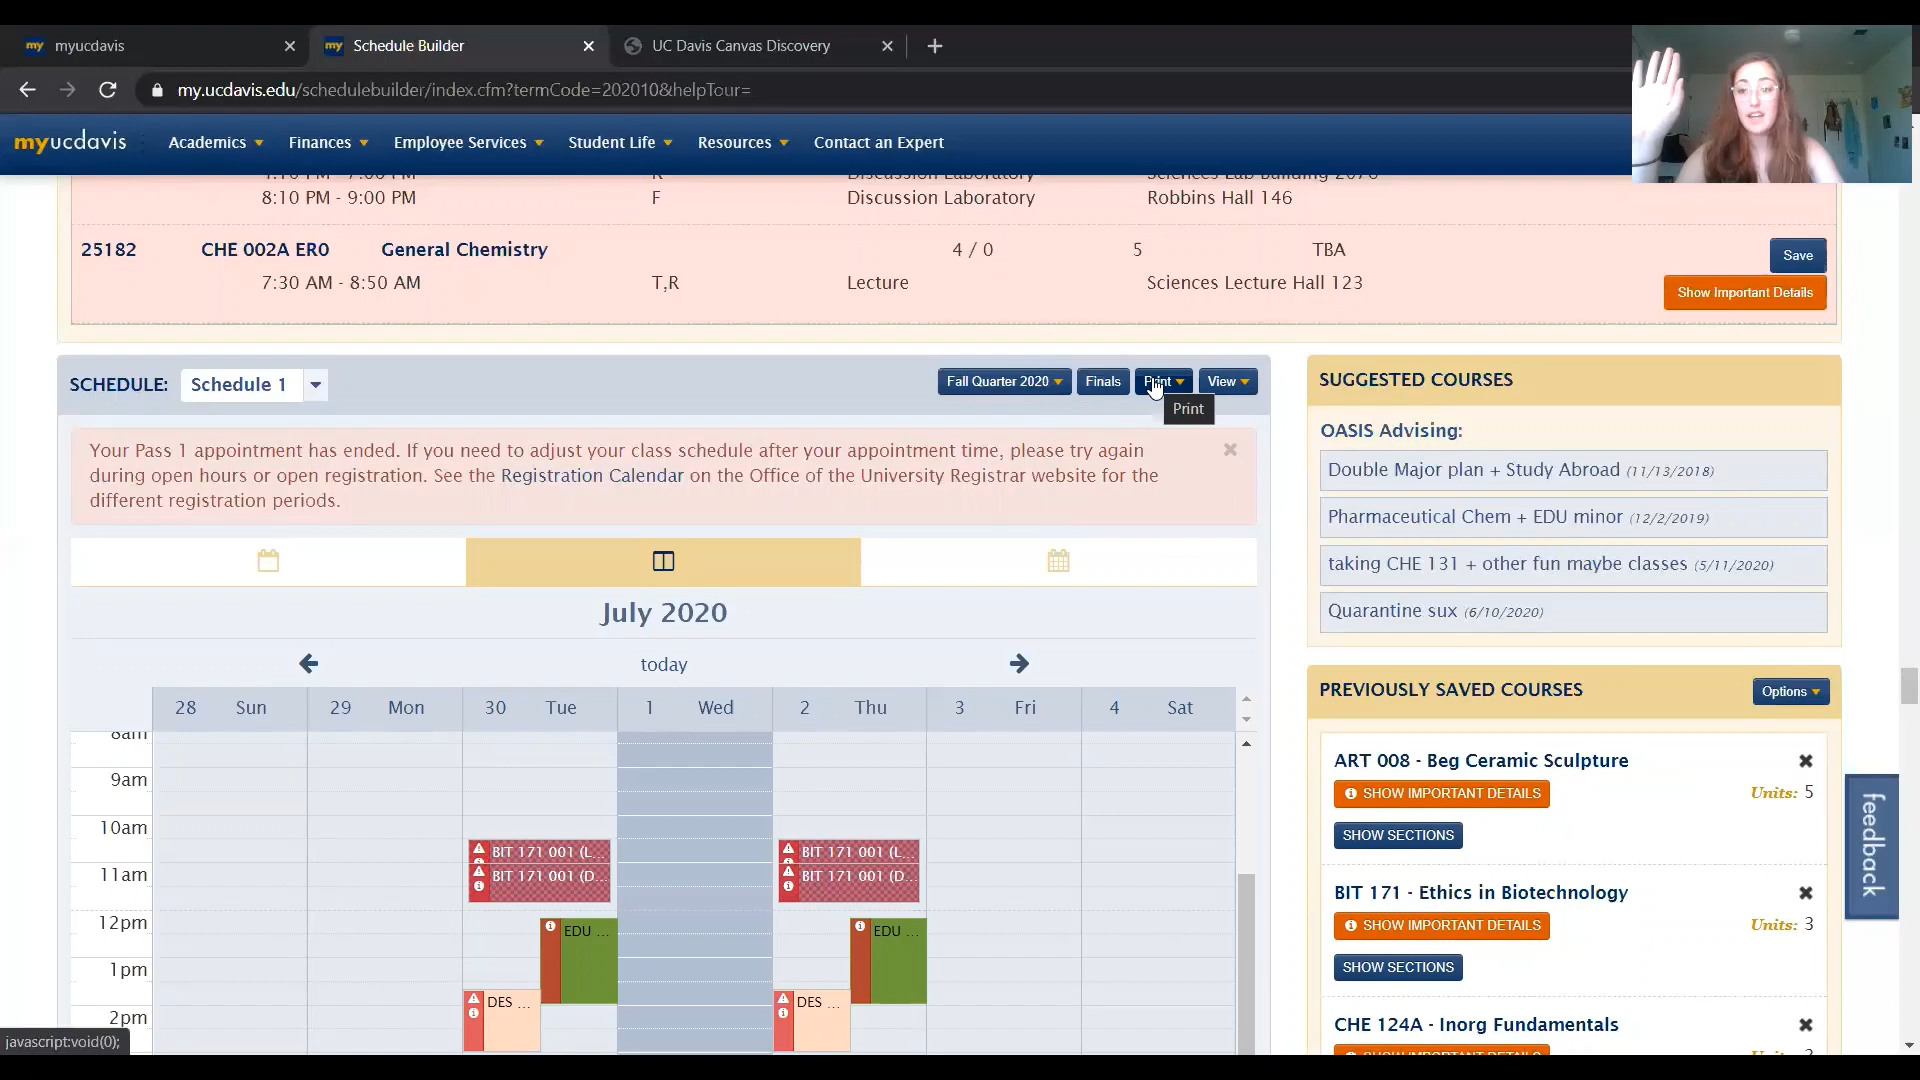 myucdavis
Schedule Builder
UC Davis Canvas Discovery
my.ucdavis.edu/schedulebuilder/index.cfm?termCode=202010&helpTour=
myucdavis
Academics
Finances
Employee Services
Student Life
Resources
Contact an Expert
8:10 PM - 9:00 PM F Discussion Laboratory Robbins Hall 146
25182 CHE 002A ER0 General Chemistry 4 / 0 5 TBA
Save
7:30 AM - 8:50 AM T,R Lecture Sciences Lecture Hall 123
Show Important Details
SCHEDULE: Schedule 1
Fall Quarter 2020
Finals
Print
View
Print
Your Pass 1 appointment has ended. If you need to adjust your class schedule after your appointment time, please try again
during open hours or open registration. See the Registration Calendar on the Office of the University Registrar website for the
different registration periods.
July 2020
today
28 Sun 29 Mon 30 Tue 1 Wed 2 Thu 3 Fri 4 Sat
8am
9am
10am
11am
12pm
1pm
2pm
BIT 171 001 (L...
BIT 171 001 (D...
BIT 171 001 (L...
BIT 171 001 (D...
EDU ...
EDU ...
DES ...
DES ...
SUGGESTED COURSES
OASIS Advising:
Double Major plan + Study Abroad (11/13/2018)
Pharmaceutical Chem + EDU minor (12/2/2019)
taking CHE 131 + other fun maybe classes (5/11/2020)
Quarantine sux (6/10/2020)
PREVIOUSLY SAVED COURSES
Options
ART 008 - Beg Ceramic Sculpture
SHOW IMPORTANT DETAILS
Units: 5
SHOW SECTIONS
BIT 171 - Ethics in Biotechnology
SHOW IMPORTANT DETAILS
Units: 3
SHOW SECTIONS
CHE 124A - Inorg Fundamentals
feedback
javascript:void(0);